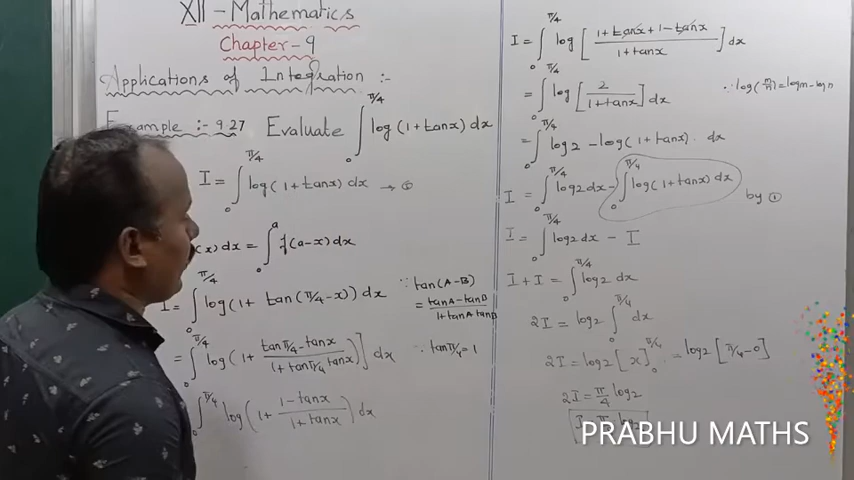 XII - Mathematics
Chapter - 9
Applications of Integration :-
Example :- 9.27 Evaluate ∫₀^{π/4} log (1 + tanx) dx
I = ∫₀^{π/4} log (1 + tanx) dx → ①
(x) dx = ∫₀^a f(a-x) dx
I = ∫₀^{π/4} log (1 + tan (π/4 - x)) dx
∵ tan(A-B)
= tanA - tanB / 1 + tanA tanB
= ∫₀^{π/4} log (1 + tanπ/4 - tanx / (1 + tanπ/4 tanx) ] dx
∵ tanπ/4 = 1
∫₀^{π/4} log (1 + 1 - tanx / 1 + tanx ) dx
I = ∫₀^{π/4} log [ 1 + tanx + 1 - tanx / 1 + tanx ] dx
= ∫₀^{π/4} log [ 2 / 1 + tanx ] dx
∵ log (m/n) = logm - logn
= ∫₀^{π/4} log2 - log (1 + tanx) . dx
I = ∫₀^{π/4} log2 dx - ∫₀^{π/4} log (1 + tanx) dx by ①
I = ∫₀^{π/4} log2 dx - I
I + I = ∫₀^{π/4} log2 dx
2I = log2 ∫₀^{π/4} dx
2I = log2 [ x ]₀^{π/4} = log2 [ π/4 - 0 ]
2I = π/4 log2
PRABHU MATHS